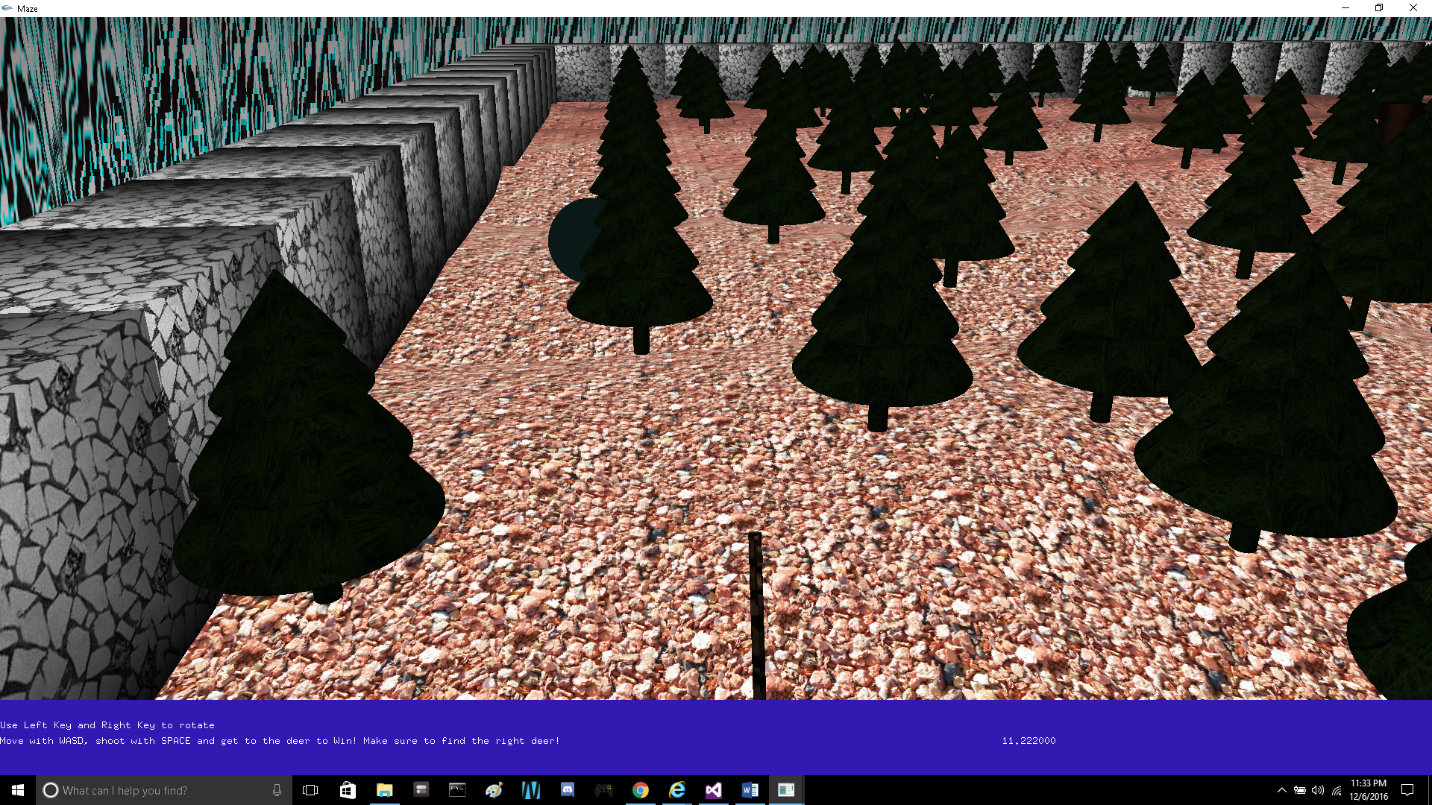 Maze
Use Left Key and Right Key to rotate
Move with WASD, shoot with SPACE and get to the deer to Win! Make sure to find the right deer!
11.222000
What can I help you find?
11:33 PM
12/6/2016